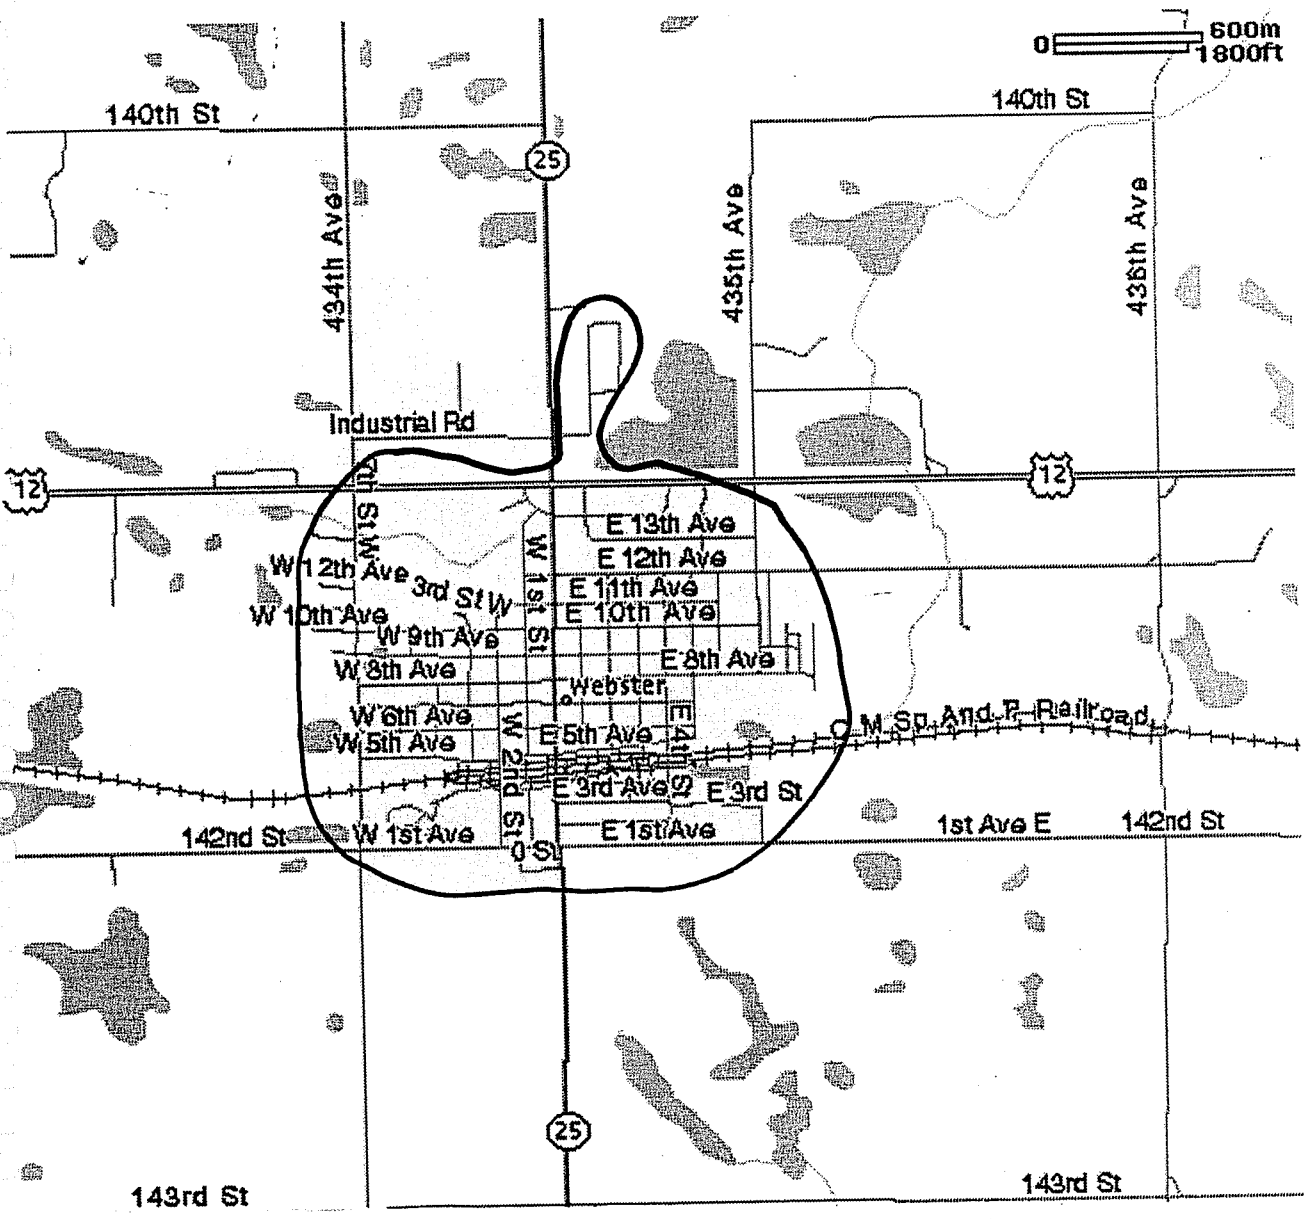 600m
0
1800ft
140th St
140th St
25
434th Ave
435th Ave
436th Ave
Industrial Rd
12
12
7th St W
E 13th Ave
W 1st St
E 12th Ave
W 12th Ave
3rd St W
E 11th Ave
E 10th Ave
W 10th Ave
W 9th Ave
E 8th Ave
W 8th Ave
Webster
W 6th Ave
W 2nd St
E 4th St
W 5th Ave
E 5th Ave
C M Sp And P Railroad
E 3rd Ave
E 3rd St
142nd St
W 1st Ave
E 1st Ave
1st Ave E
142nd St
0 St
25
143rd St
143rd St